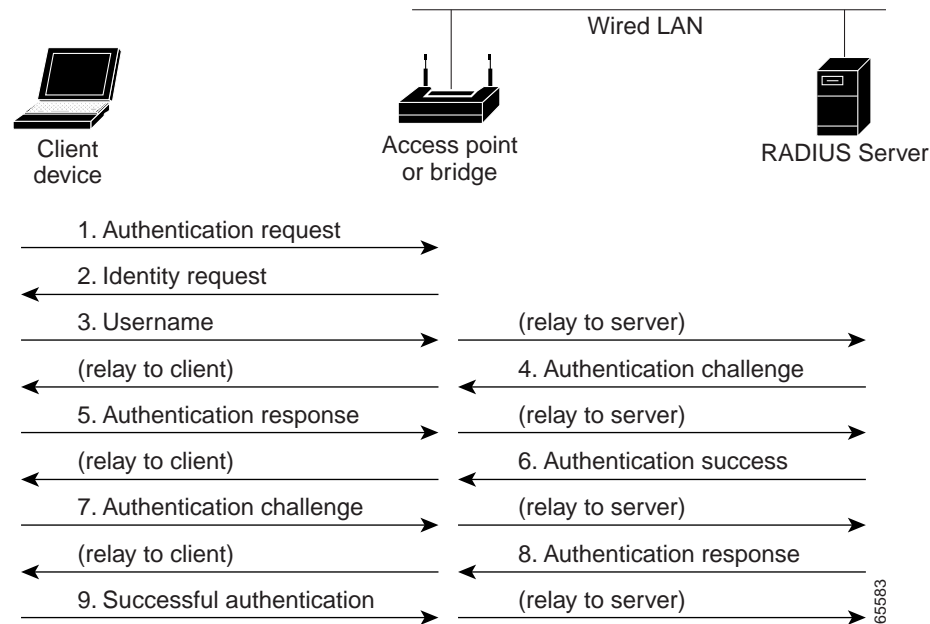 Wired LAN
Client
device
Access point
or bridge
RADIUS Server
1. Authentication request
2. Identity request
3. Username
(relay to server)
(relay to client)
4. Authentication challenge
5. Authentication response
(relay to server)
(relay to client)
6. Authentication success
7. Authentication challenge
(relay to server)
(relay to client)
8. Authentication response
9. Successful authentication
(relay to server)
65583